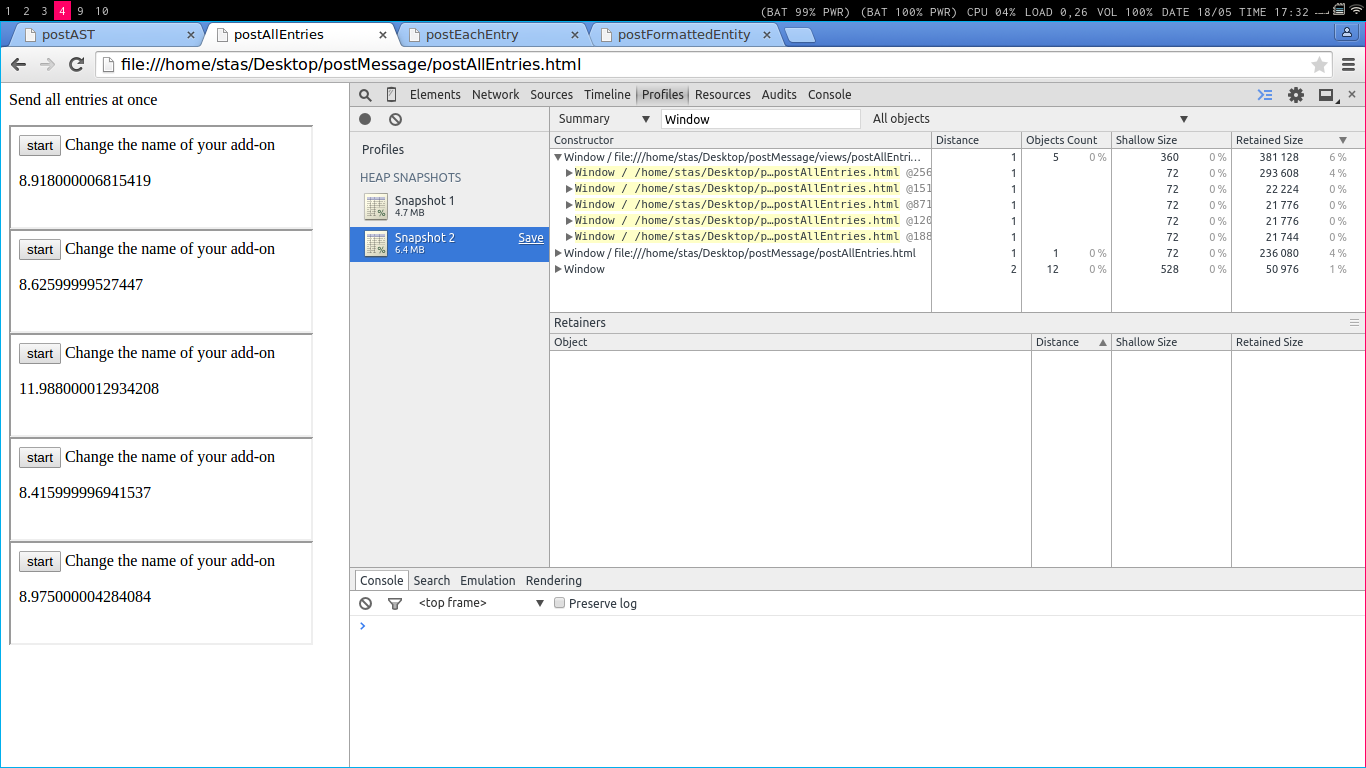 1 2 3 4 9 10 (BAT 99% PWR) (BAT 100% PWR) CPU 04% LOAD 0,26 VOL 100% DATE 18/05 TIME 17:32
postAST × postAllEntries × postEachEntry × postFormattedEntity ×
file:///home/stas/Desktop/postMessage/postAllEntries.html
Send all entries at once
start Change the name of your add-on
8.918000006815419
start Change the name of your add-on
8.62599999527447
start Change the name of your add-on
11.988000012934208
start Change the name of your add-on
8.415999996941537
start Change the name of your add-on
8.975000004284084
Elements Network Sources Timeline Profiles Resources Audits Console
Profiles
HEAP SNAPSHOTS
Snapshot 1
4.7 MB
Snapshot 2 Save
6.4 MB
Summary ▼ Window All objects ▼
Constructor Distance Objects Count Shallow Size Retained Size ▼
▼Window / file:///home/stas/Desktop/postMessage/views/postAllEntri… 1 5 0 % 360 0 % 381 128 6 %
▶Window / /home/stas/Desktop/p…postAllEntries.html @256 1 72 0 % 293 608 4 %
▶Window / /home/stas/Desktop/p…postAllEntries.html @151 1 72 0 % 22 224 0 %
▶Window / /home/stas/Desktop/p…postAllEntries.html @871 1 72 0 % 21 776 0 %
▶Window / /home/stas/Desktop/p…postAllEntries.html @120 1 72 0 % 21 776 0 %
▶Window / /home/stas/Desktop/p…postAllEntries.html @188 1 72 0 % 21 744 0 %
▶Window / file:///home/stas/Desktop/postMessage/postAllEntries.html 1 1 0 % 72 0 % 236 080 4 %
▶Window 2 12 0 % 528 0 % 50 976 1 %
Retainers
Object Distance ▲ Shallow Size Retained Size
Console Search Emulation Rendering
<top frame> ▼ Preserve log